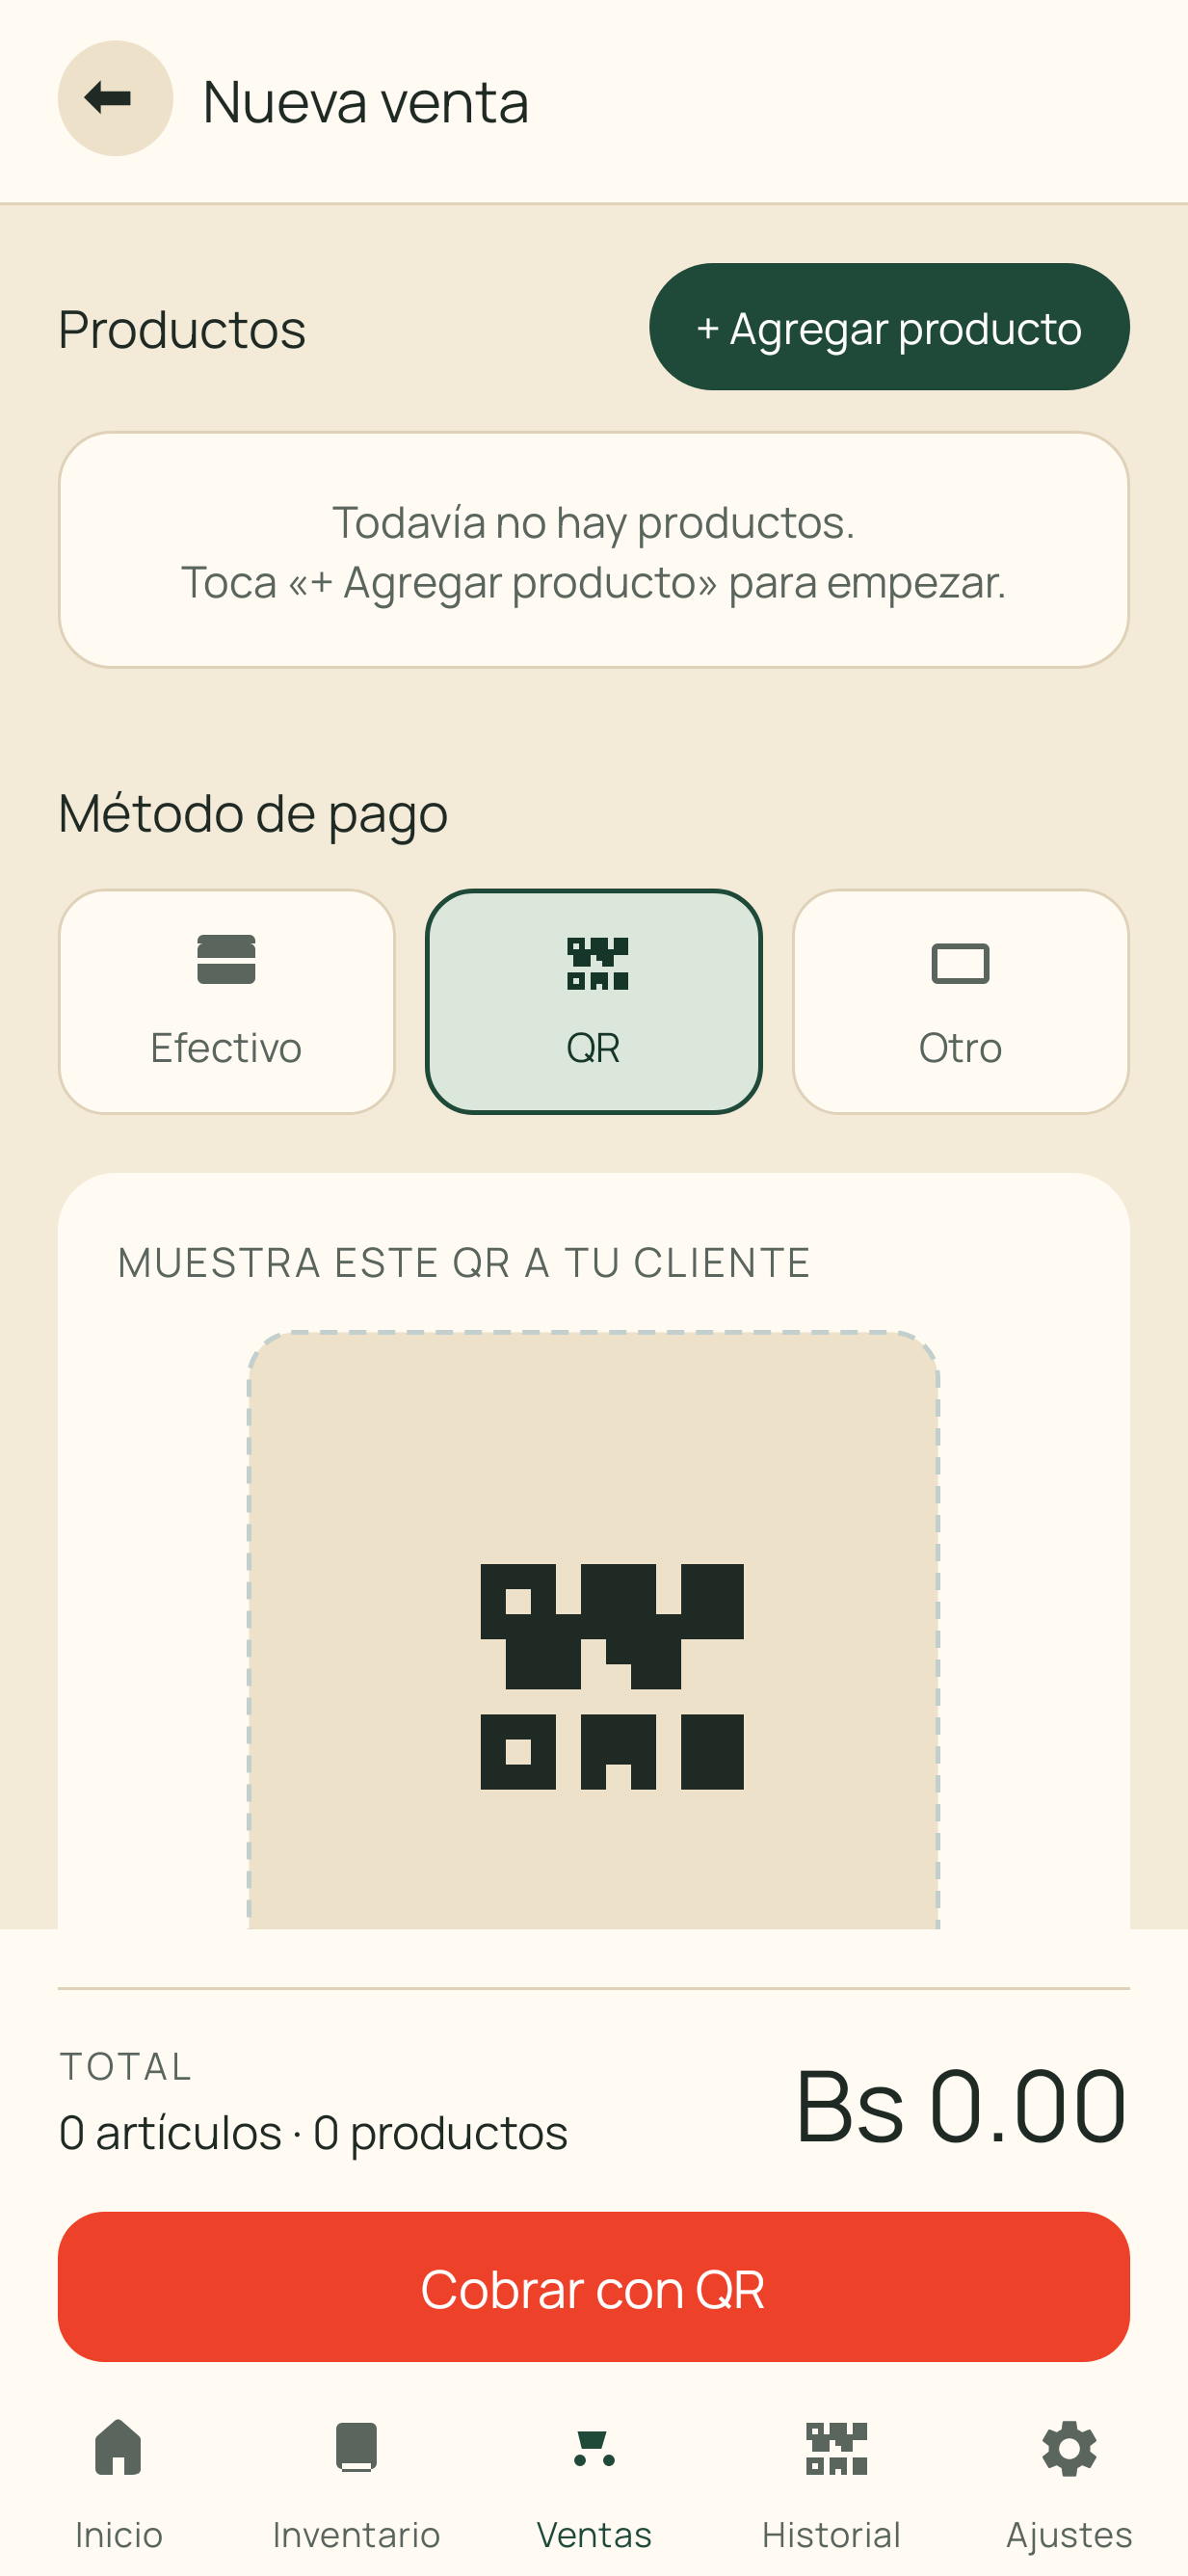 Nueva venta
Productos
+ Agregar producto
Todavía no hay productos.
Toca «+ Agregar producto» para empezar.
Método de pago
Efectivo
QR
Otro
MUESTRA ESTE QR A TU CLIENTE
TOTAL
0 artículos · 0 productos
Bs 0.00
Cobrar con QR
Inicio
Inventario
Ventas
Historial
Ajustes